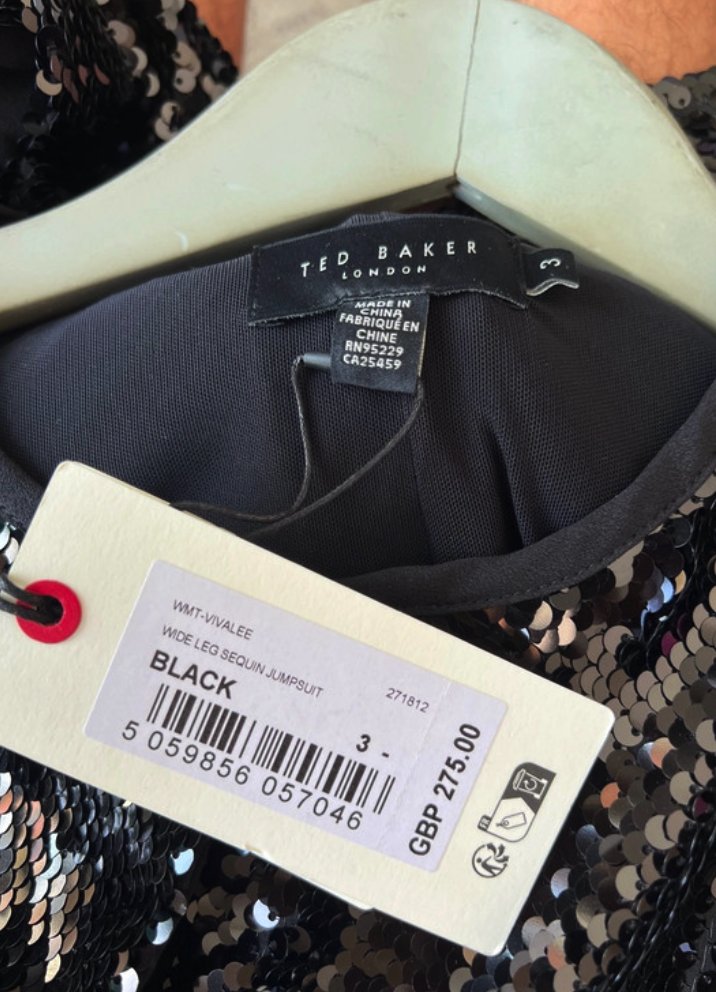 TED BAKER
LONDON
3
MADE IN
CHINA
FABRIQUÉ EN
CHINE
RN95229
CA25459
WMT-VIVALEE
WIDE LEG SEQUIN JUMPSUIT
BLACK
271812
3 -
5 059856 057046
GBP 275.00
FR